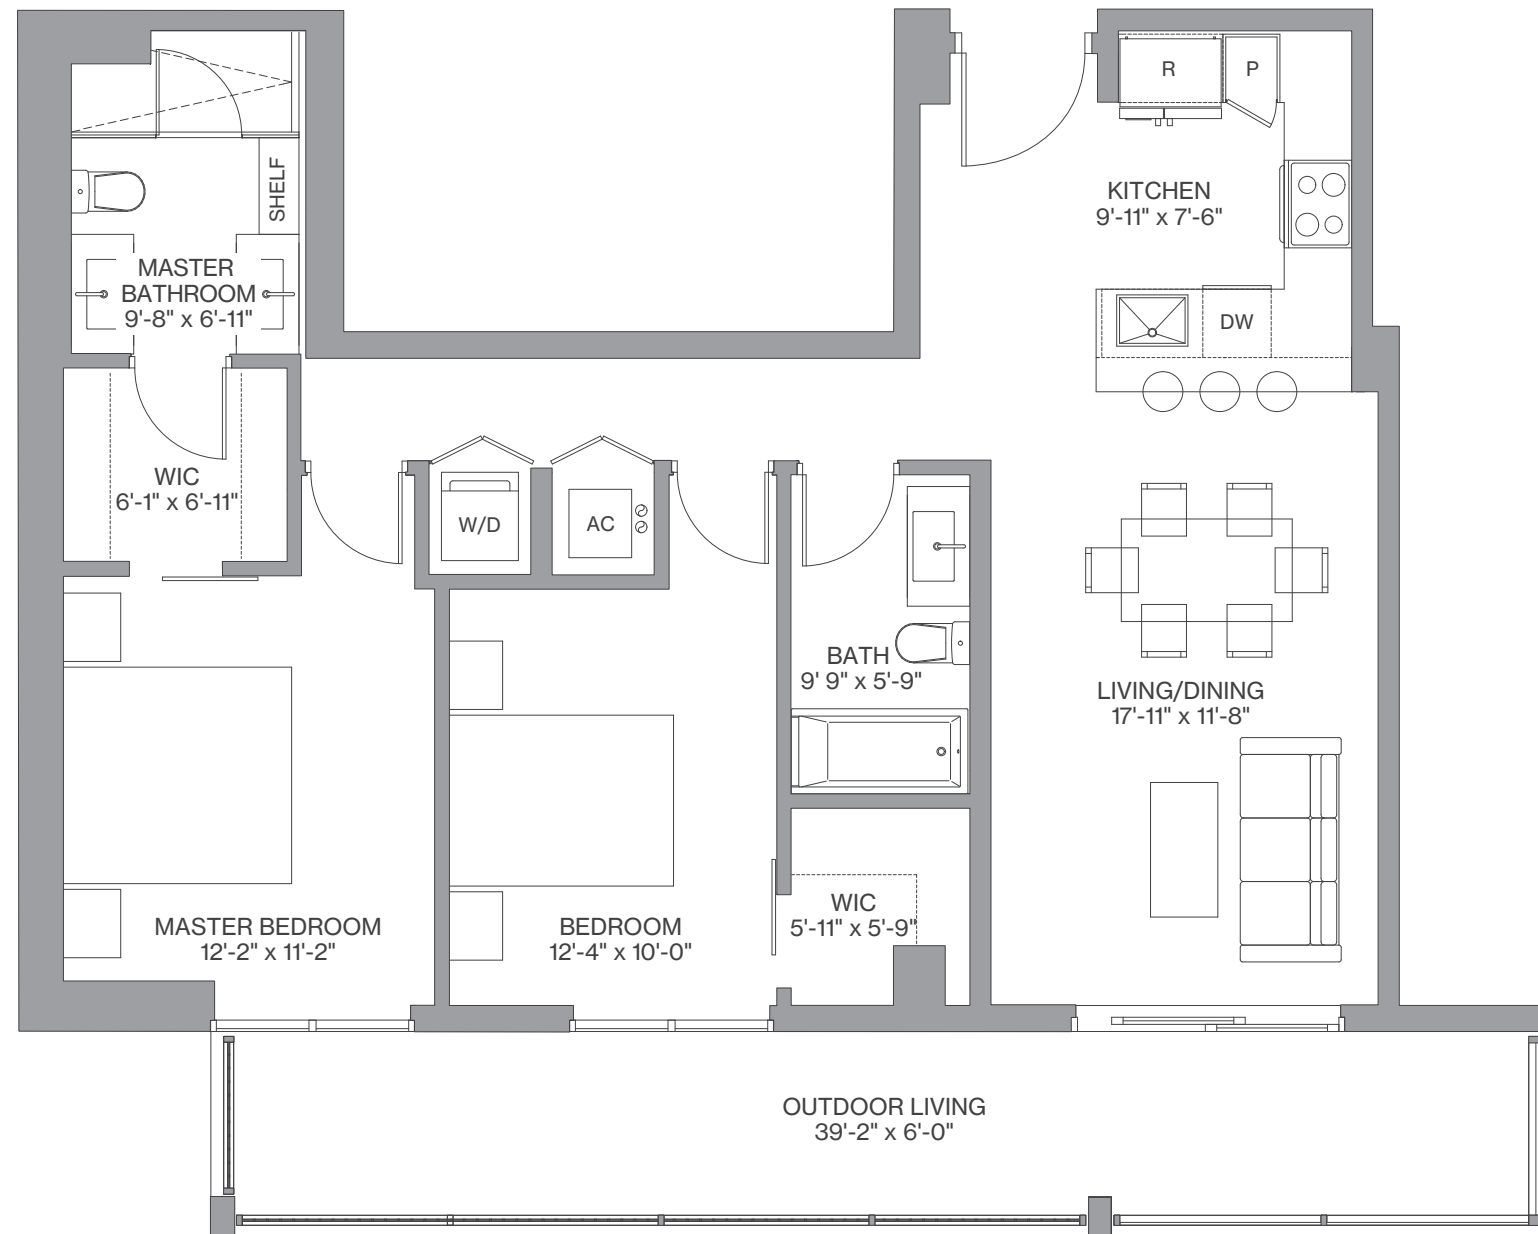 R
P
KITCHEN
9'-11" x 7'-6"
SHELF
MASTER
BATHROOM
9'-8" x 6'-11"
DW
WIC
6'-1" x 6'-11"
W/D
AC
BATH
9' 9" x 5'-9"
LIVING/DINING
17'-11" x 11'-8"
WIC
5'-11" x 5'-9"
MASTER BEDROOM
12'-2" x 11'-2"
BEDROOM
12'-4" x 10'-0"
OUTDOOR LIVING
39'-2" x 6'-0"